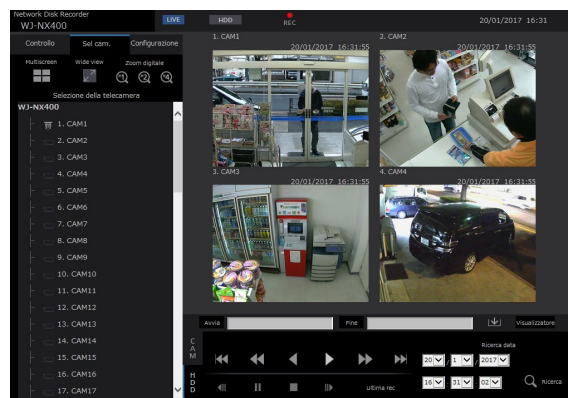 Network Disk Recorder
WJ-NX400
LIVE
HDD
REC
20/01/2017 16:31
Controllo
Sel cam.
Configurazione
Multiscreen
Wide view
Zoom digitale
x1
x2
x4
Selezione della telecamera
WJ-NX400
1. CAM1
2. CAM2
3. CAM3
4. CAM4
5. CAM5
6. CAM6
7. CAM7
8. CAM8
9. CAM9
10. CAM10
11. CAM11
12. CAM12
13. CAM13
14. CAM14
15. CAM15
16. CAM16
17. CAM17
1. CAM1
20/01/2017 16:31:55
2. CAM2
20/01/2017 16:31:55
3. CAM3
20/01/2017 16:31:55
4. CAM4
20/01/2017 16:31:55
Avvia
Fine
Visualizzatore
CAM
HDD
Ultima rec
Ricerca data
20 / 1 / 2017
16 : 31 : 02
Ricerca